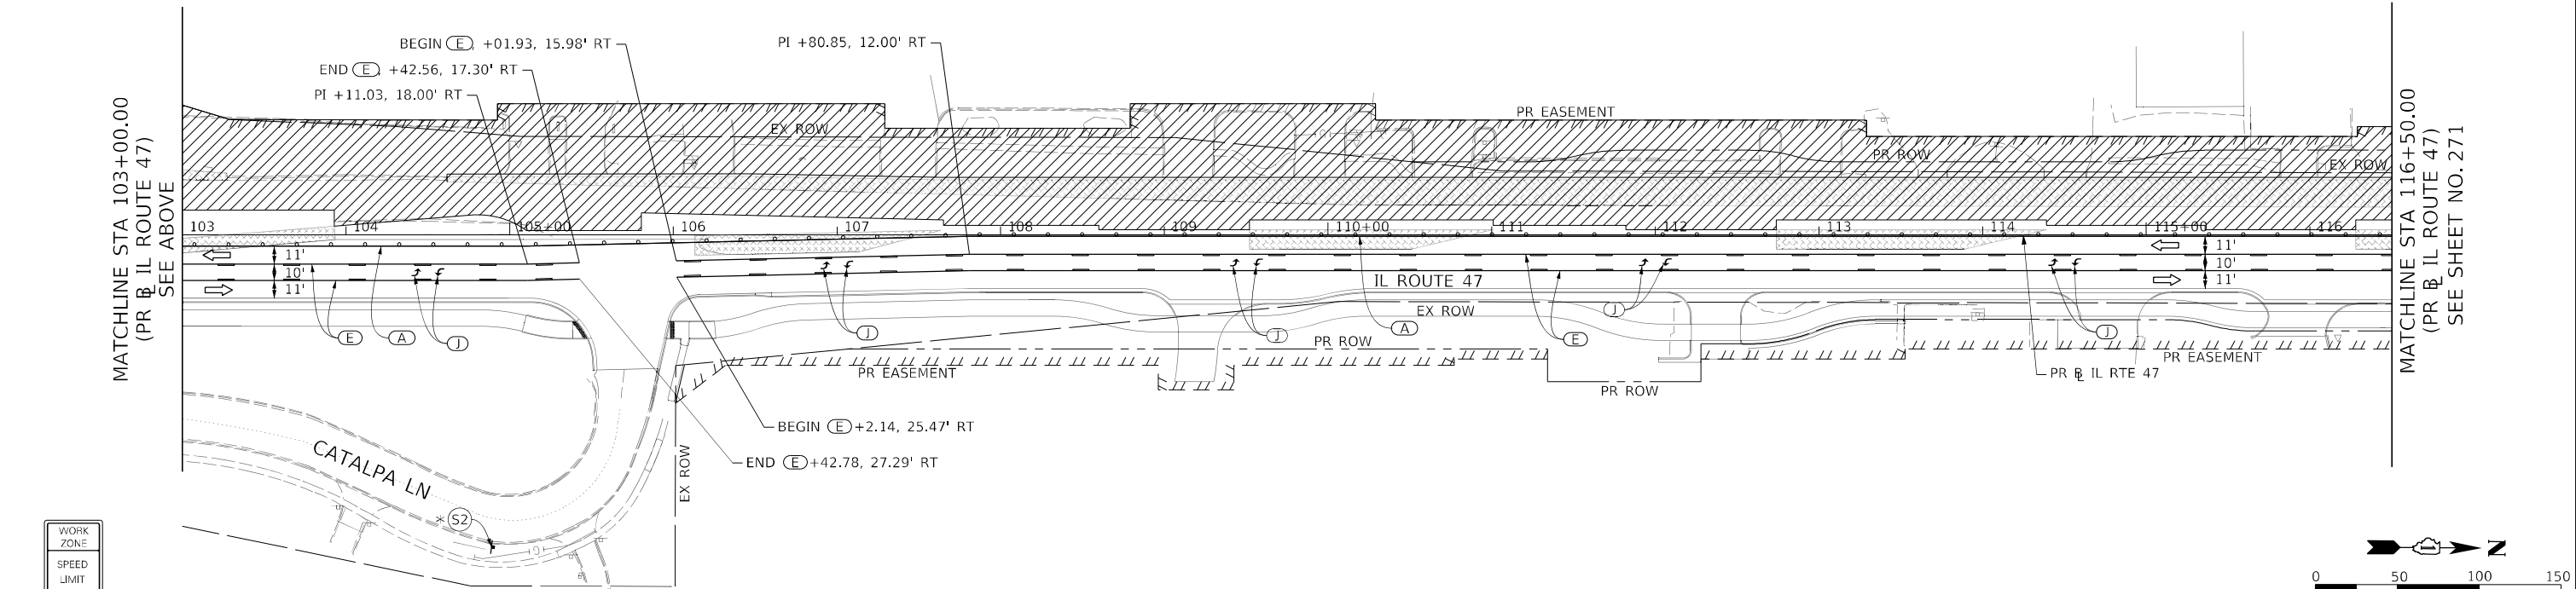 BEGIN E, +01.93, 15.98' RT
PI +80.85, 12.00' RT
END E, +42.56, 17.30' RT
PI +11.03, 18.00' RT
MATCHLINE STA 103+00.00
(PR BL IL ROUTE 47)
SEE ABOVE
EX ROW
PR EASEMENT
PR ROW
EX ROW
MATCHLINE STA 116+50.00
(PR BL IL ROUTE 47)
SEE SHEET NO. 271
103
104
105+00
106
107
108
109
110+00
111
112
113
114
115+00
116
11'
10'
11'
11'
10'
11'
IL ROUTE 47
EX ROW
E
A
J
J
J
A
E
J
J
PR ROW
PR EASEMENT
PR ROW
PR EASEMENT
PR BL IL RTE 47
BEGIN E +2.14, 25.47' RT
END E +42.78, 27.29' RT
CATALPA LN
EX ROW
* S2
WORK
ZONE
SPEED
LIMIT
N
0 50 100 150